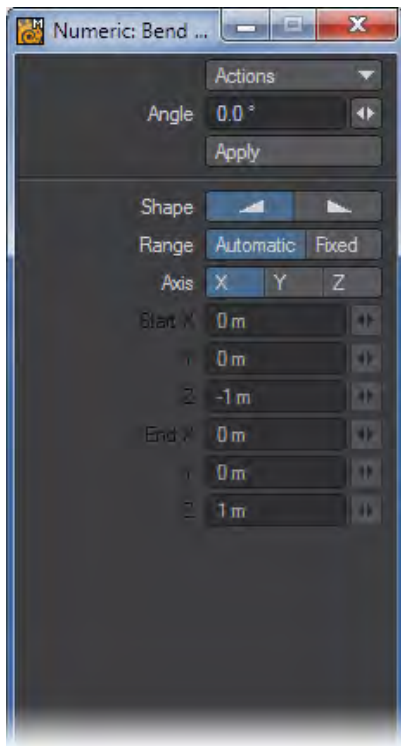 Numeric: Bend ...
Actions
Angle 0.0 °
Apply
Shape
Range Automatic Fixed
Axis X Y Z
Start X 0 m
Y 0 m
Z -1 m
End X 0 m
Y 0 m
Z 1 m